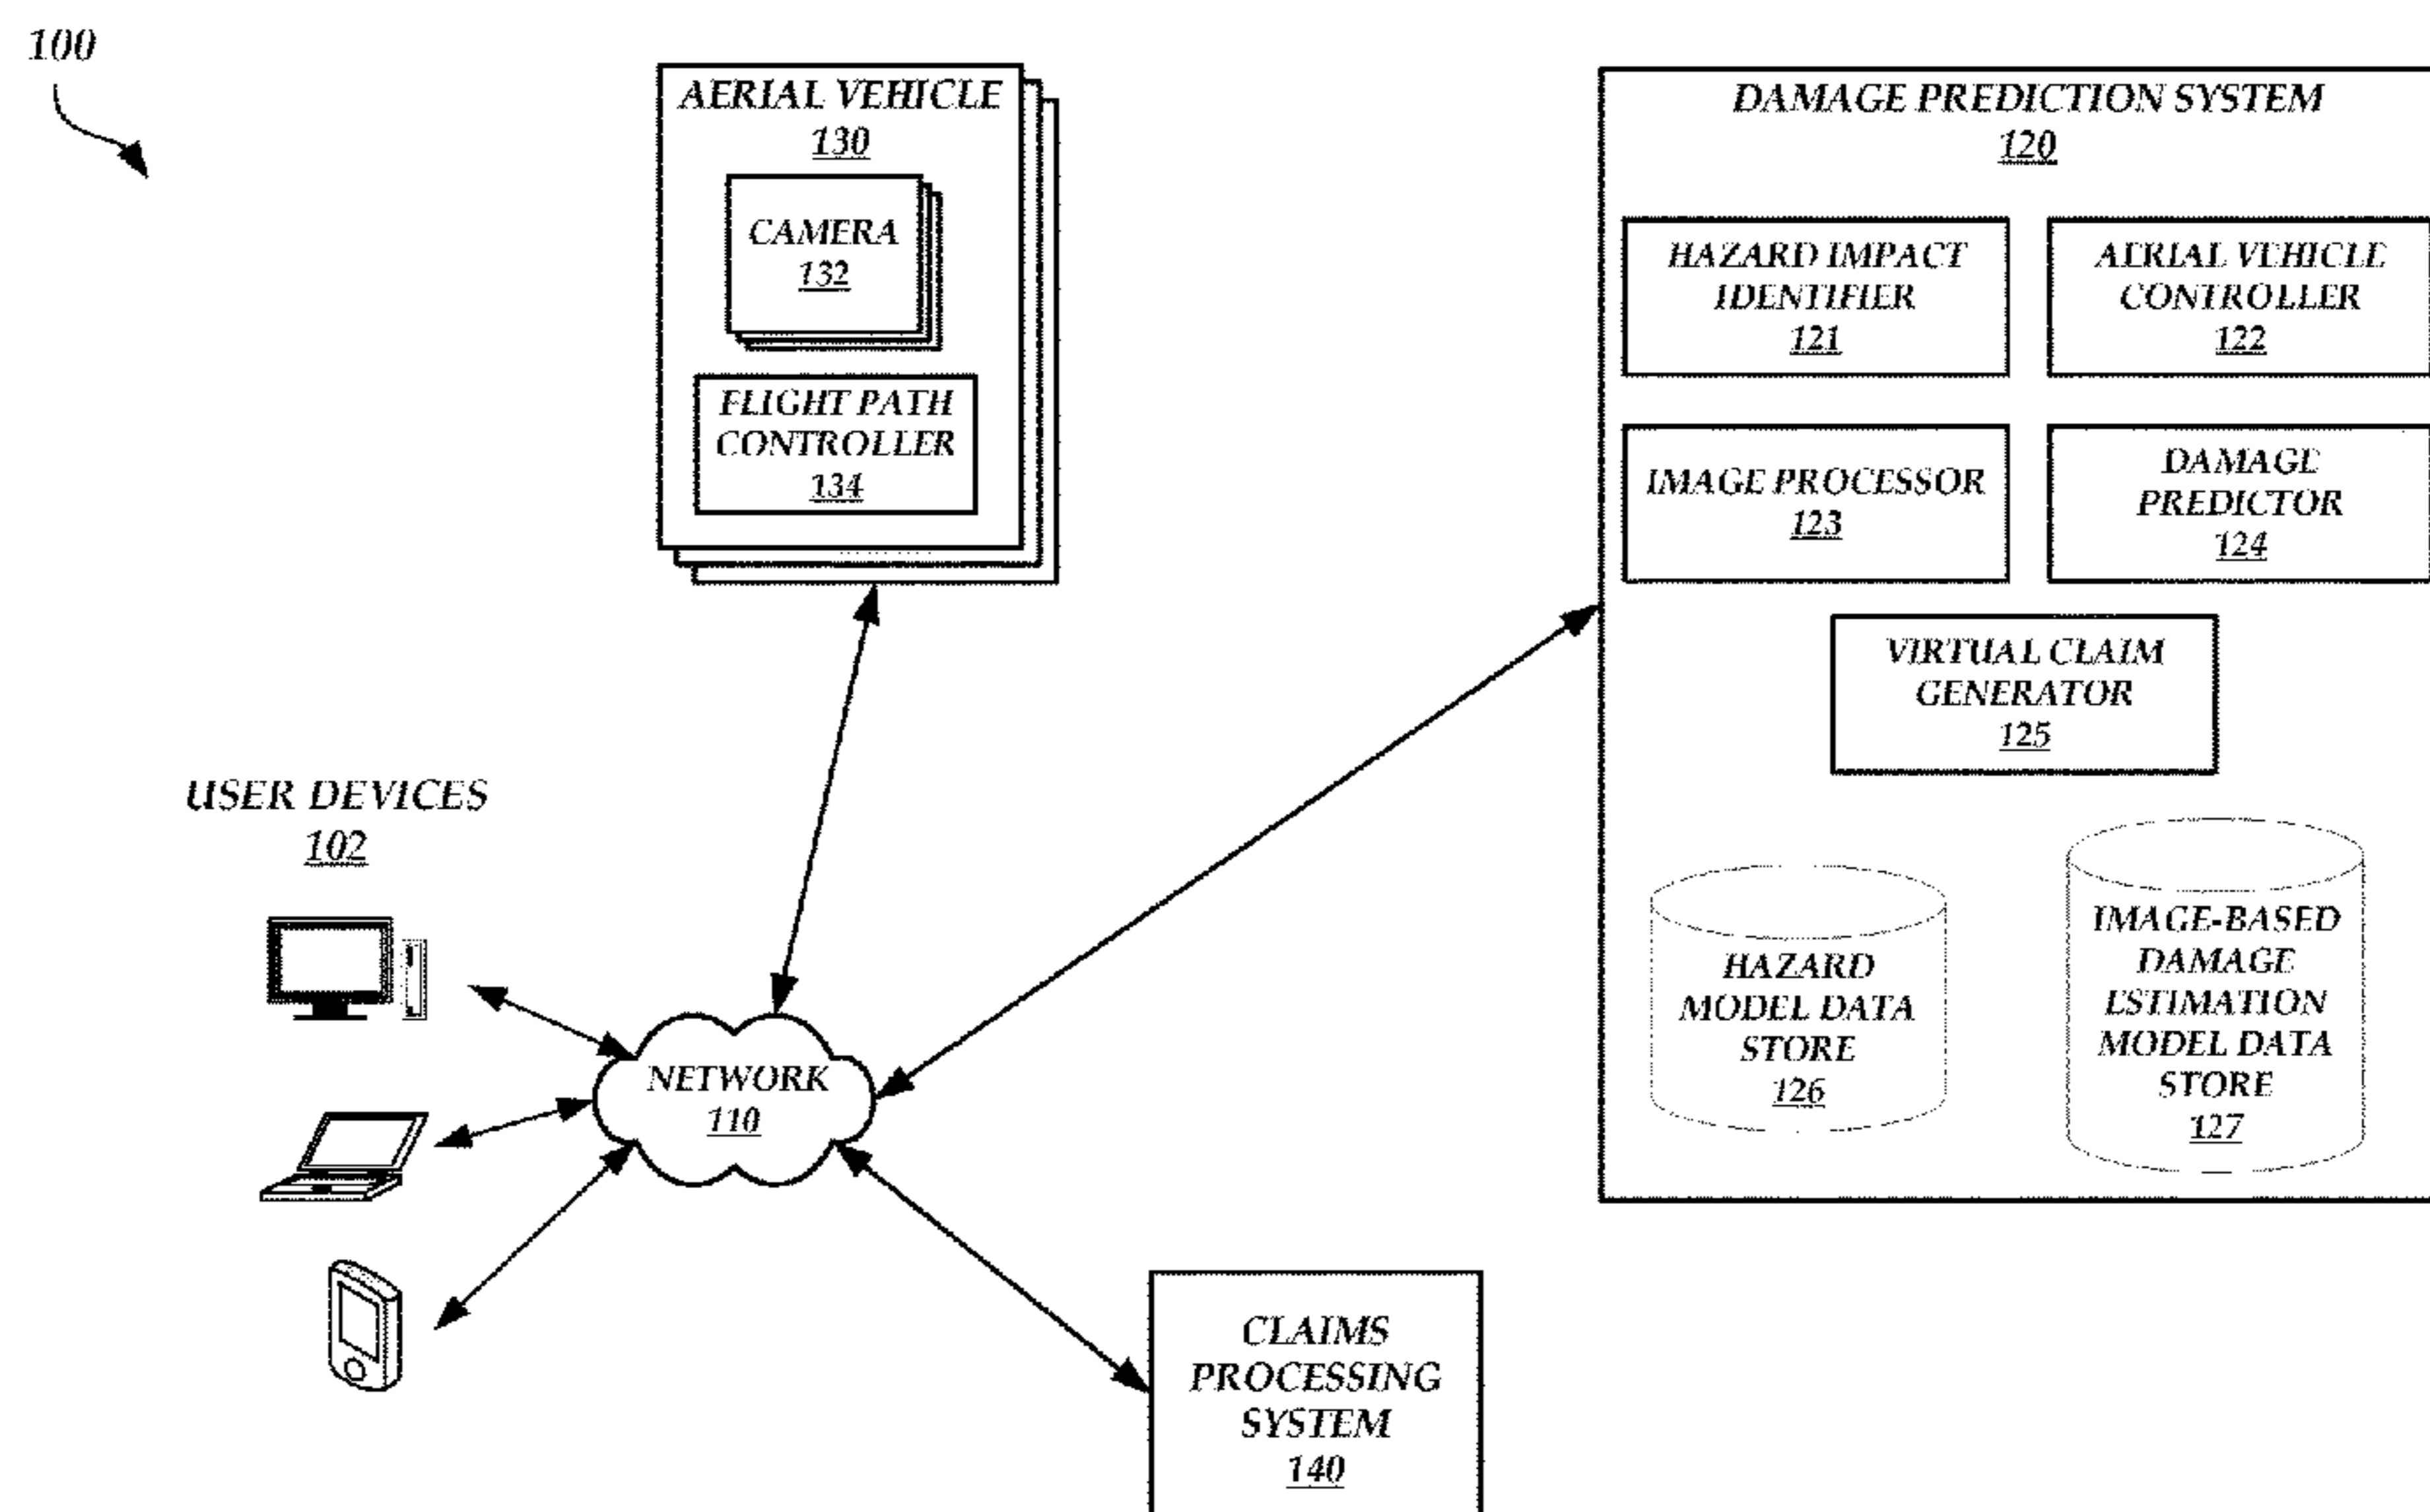 100
AERIAL VEHICLE
130
CAMERA
132
FLIGHT PATH
CONTROLLER
134
DAMAGE PREDICTION SYSTEM
120
HAZARD IMPACT
IDENTIFIER
121
AERIAL VEHICLE
CONTROLLER
122
IMAGE PROCESSOR
123
DAMAGE
PREDICTOR
124
VIRTUAL CLAIM
GENERATOR
125
HAZARD
MODEL DATA
STORE
126
IMAGE-BASED
DAMAGE
ESTIMATION
MODEL DATA
STORE
127
USER DEVICES
102
NETWORK
110
CLAIMS
PROCESSING
SYSTEM
140